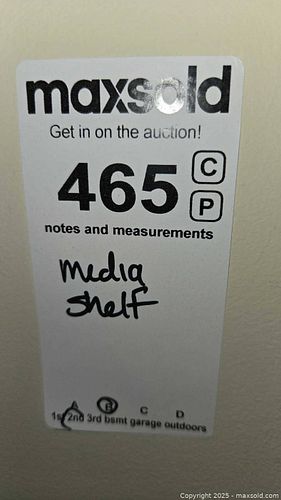 maxsold
Get in on the auction!
465 C
P
notes and measurements
media
shelf
A B C D
1st 2nd 3rd bsmt garage outdoors
Copyright © 2025 - maxsold.com